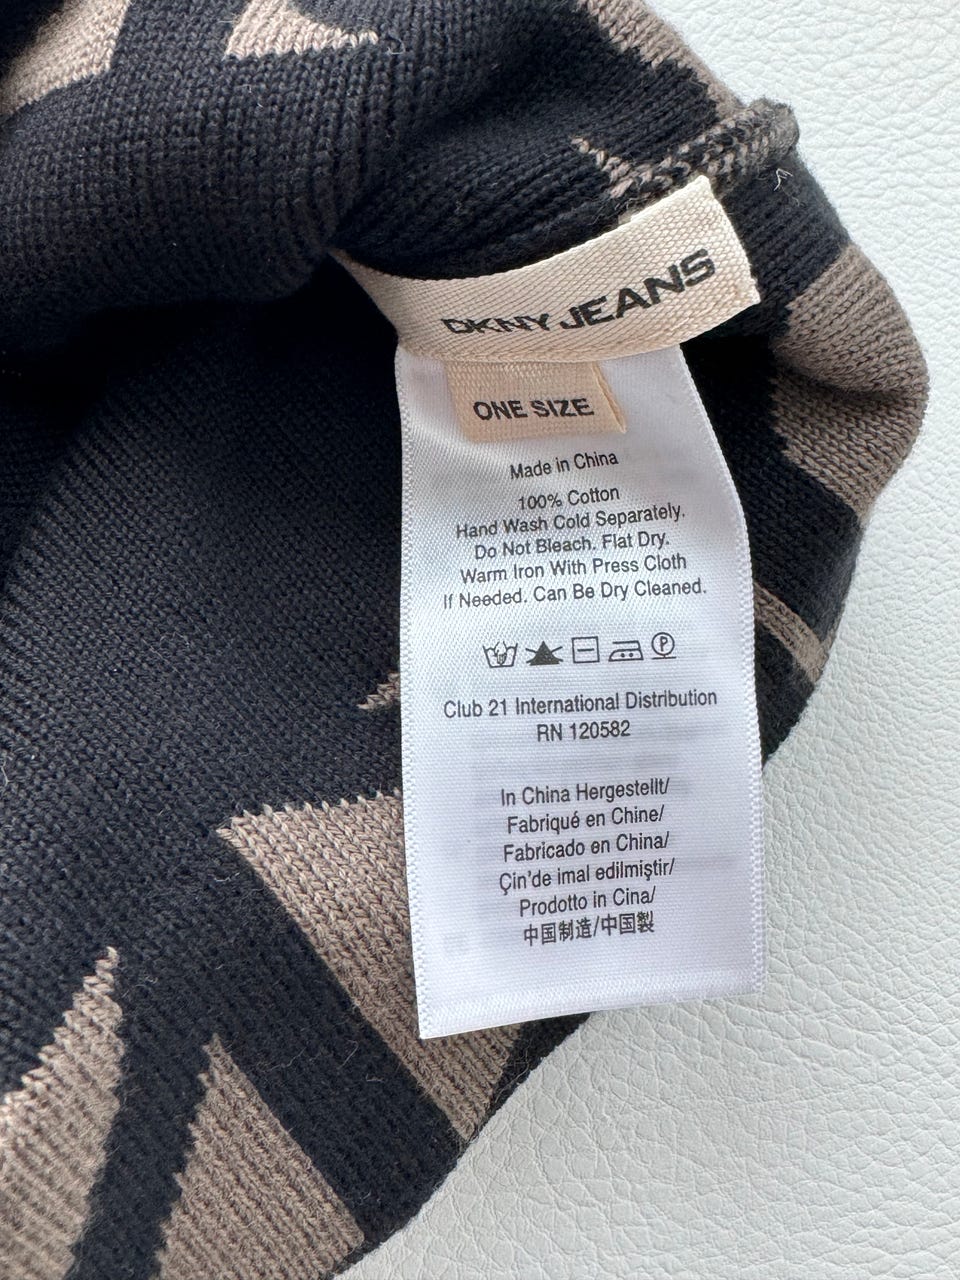 DKNY JEANS
ONE SIZE
Made in China
100% Cotton
Hand Wash Cold Separately.
Do Not Bleach. Flat Dry.
Warm Iron With Press Cloth
If Needed. Can Be Dry Cleaned.
P
Club 21 International Distribution
RN 120582
In China Hergestellt/
Fabriqué en Chine/
Fabricado en China/
Çin'de imal edilmiştir/
Prodotto in Cina/
中国制造/中国製